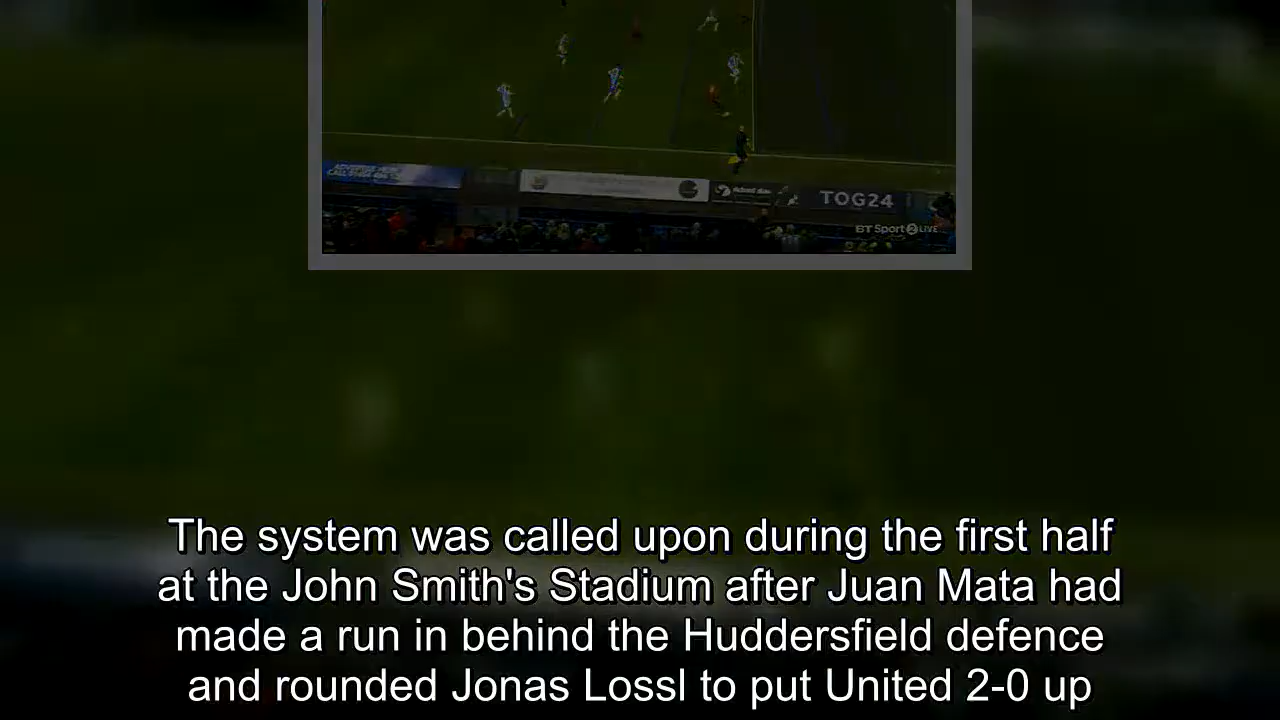 CALL
TOG24
BT Sport 2 LIVE
The system was called upon during the first half
at the John Smith's Stadium after Juan Mata had
made a run in behind the Huddersfield defence
and rounded Jonas Lossl to put United 2-0 up